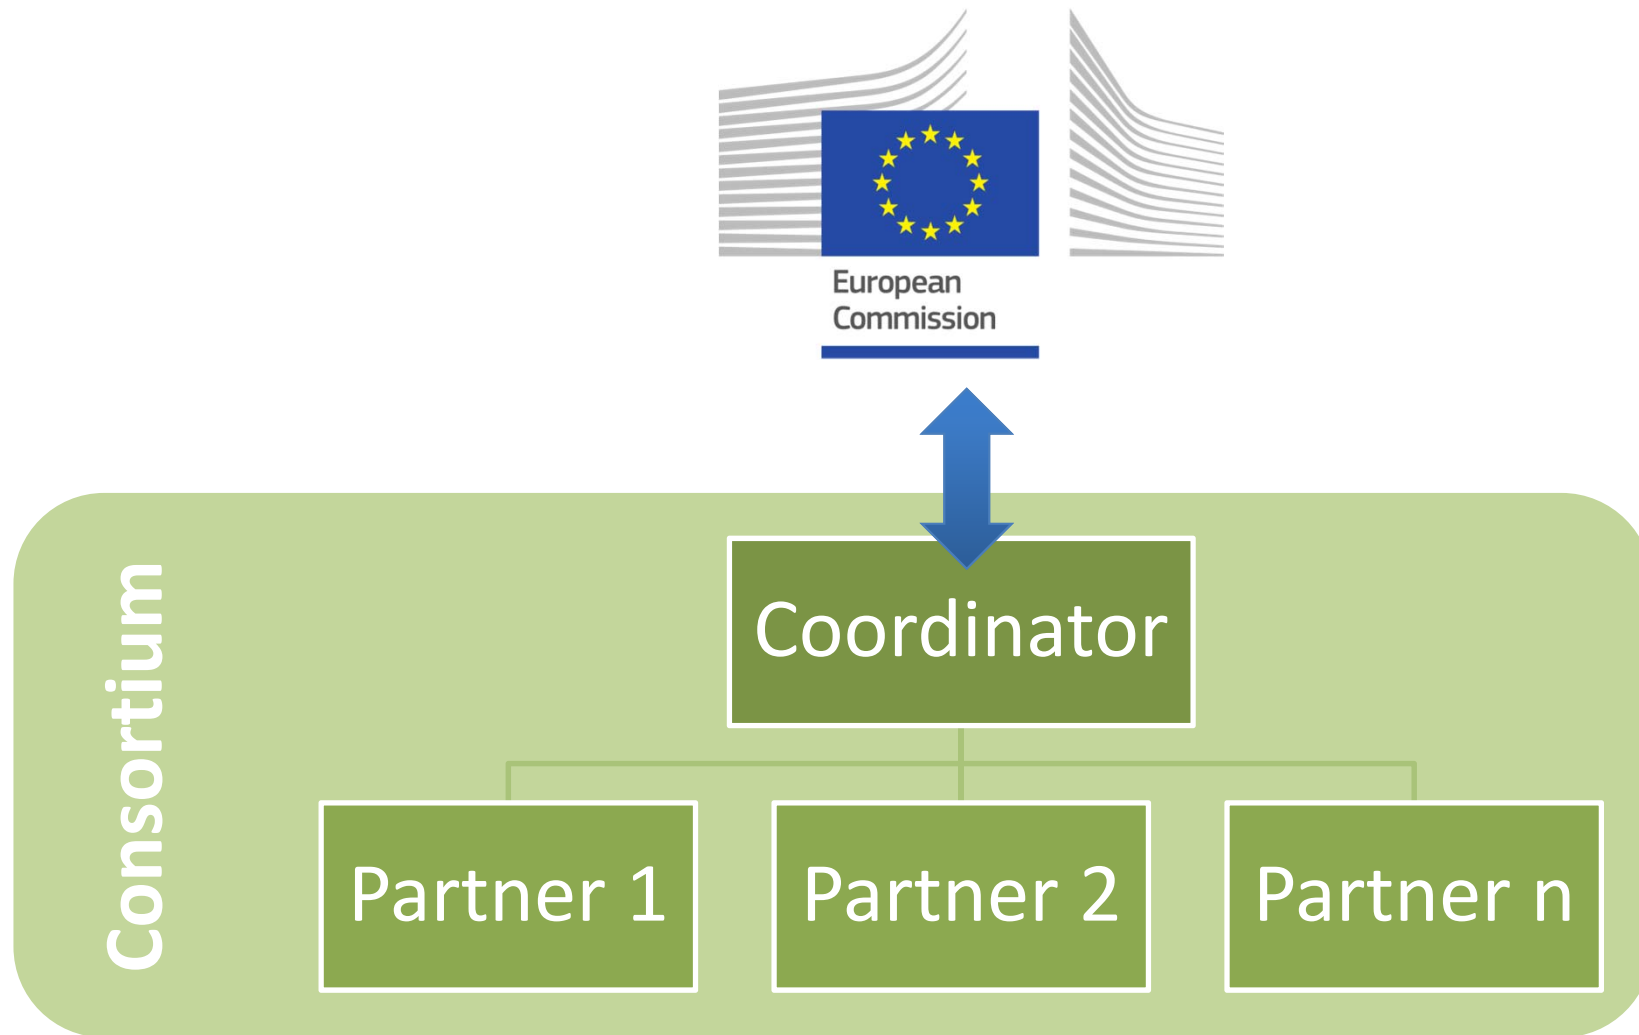 European
Commission
Consortium
Coordinator
Partner 1
Partner 2
Partner n